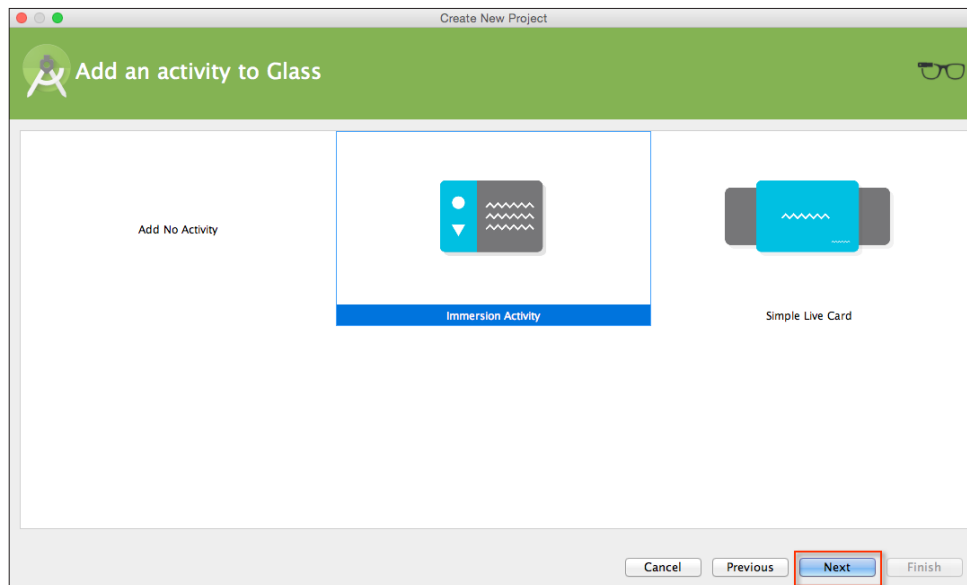 Create New Project
Add an activity to Glass
Add No Activity
Immersion Activity
Simple Live Card
Cancel
Previous
Next
Finish